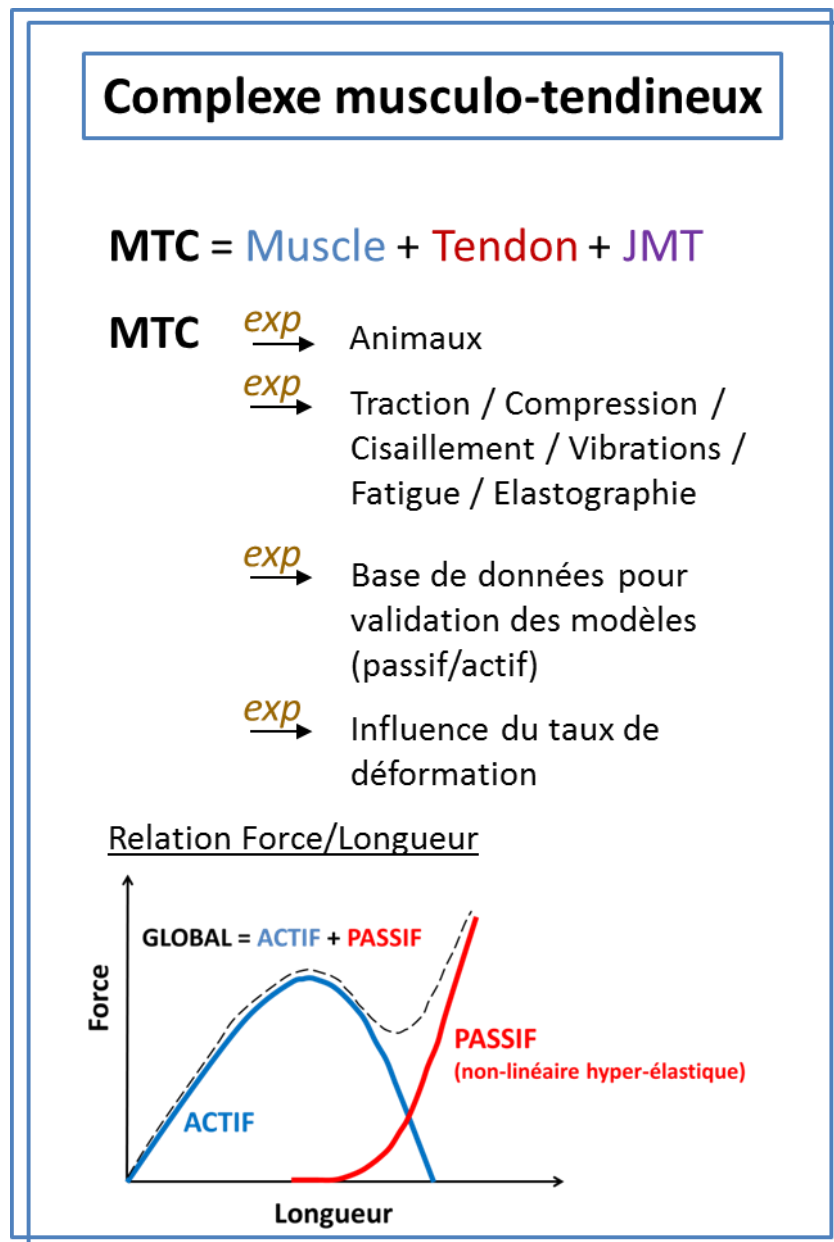 Complexe musculo-tendineux
MTC = Muscle + Tendon + JMT
MTC exp Animaux
exp Traction / Compression /
Cisaillement / Vibrations /
Fatigue / Elastographie
exp Base de données pour
validation des modèles
(passif/actif)
exp Influence du taux de
déformation
Relation Force/Longueur
GLOBAL = ACTIF + PASSIF
Force
PASSIF
(non-linéaire hyper-élastique)
ACTIF
Longueur